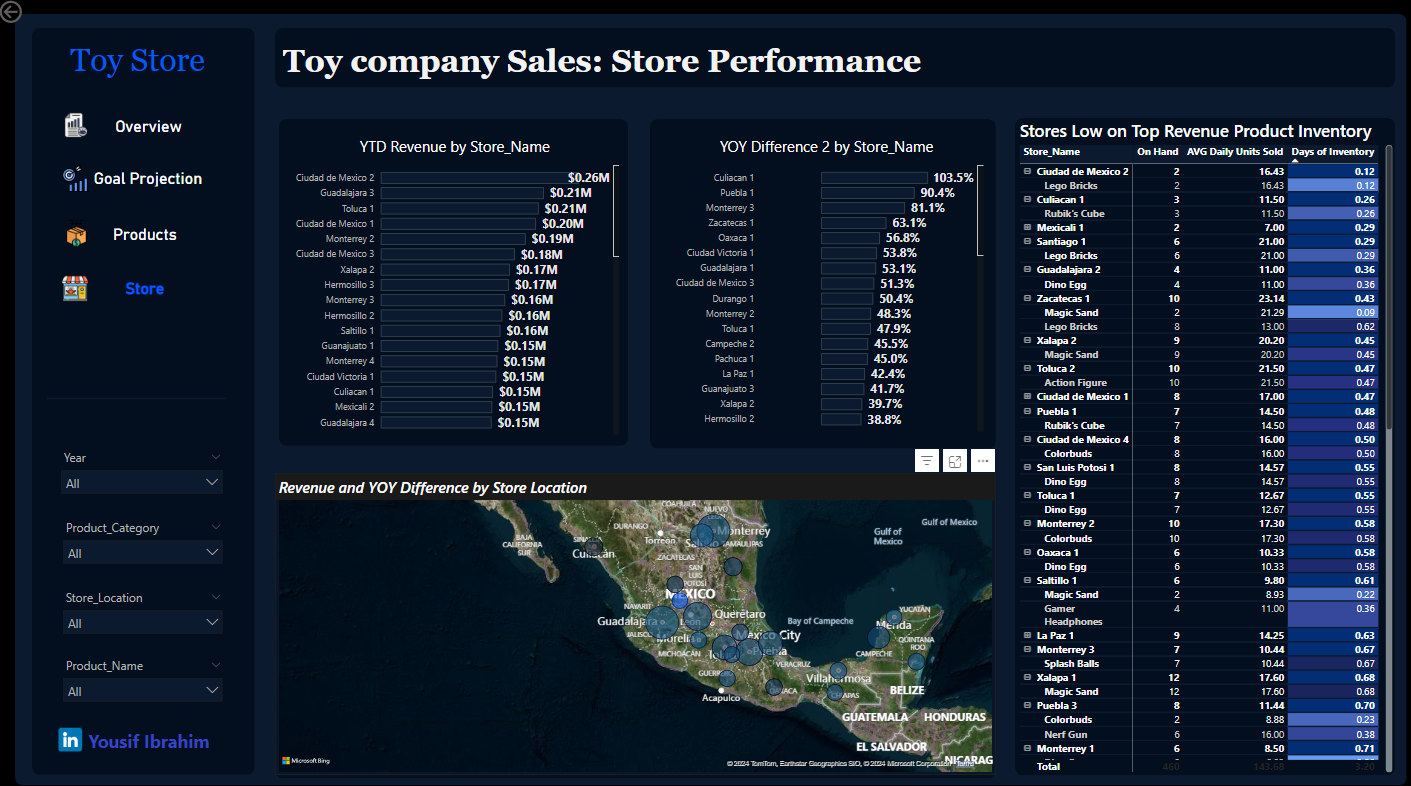 Toy Store
Overview
Goal Projection
Products
Store
Year
All
Product_Category
All
Store_Location
All
Product_Name
All
in Yousif Ibrahim
Toy company Sales: Store Performance
YTD Revenue by Store_Name
Ciudad de Mexico 2 $0.26M
Guadalajara 3 $0.21M
Toluca 1 $0.21M
Ciudad de Mexico 1 $0.20M
Monterrey 2 $0.19M
Ciudad de Mexico 3 $0.18M
Xalapa 2 $0.17M
Hermosillo 3 $0.17M
Monterrey 3 $0.16M
Hermosillo 2 $0.16M
Saltillo 1 $0.16M
Guanajuato 1 $0.15M
Monterrey 4 $0.15M
Ciudad Victoria 1 $0.15M
Culiacan 1 $0.15M
Mexicali 2 $0.15M
Guadalajara 4 $0.15M
YOY Difference 2 by Store_Name
Culiacan 1 103.5%
Puebla 1 90.4%
Monterrey 3 81.1%
Zacatecas 1 63.1%
Oaxaca 1 56.8%
Ciudad Victoria 1 53.8%
Guadalajara 1 53.1%
Ciudad de Mexico 3 51.3%
Durango 1 50.4%
Monterrey 2 48.3%
Toluca 1 47.9%
Campeche 2 45.5%
Pachuca 1 45.0%
La Paz 1 42.4%
Guanajuato 3 41.7%
Xalapa 2 39.7%
Hermosillo 2 38.8%
Revenue and YOY Difference by Store Location
COAHUILA
NUEVO
DURANGO
Monterrey
Torreón
TAMAULIPAS
BAJA
CALIFORNIA
SUR
Culiacán
ZACATECAS
SAN
LUIS
POTOSÍ
MEXICO
NAYARIT
Guadalajara
JALISCO
León
Querétaro
Morelia
MICHOACÁN
Mexico City
Puebla
VERACRUZ
Acapulco
Gulf of
Mexico
Gulf of Mexico
Bay of Campeche
YUCATÁN
Merida
QUINTANA
ROO
CAMPECHE
Villahermosa
BELIZE
GUATEMALA
HONDURAS
EL SALVADOR
NICARAG
Microsoft Bing
© 2024 TomTom, Earthstar Geographics SIO, © 2024 Microsoft Corporation Terms
Stores Low on Top Revenue Product Inventory
Store_Name On Hand AVG Daily Units Sold Days of Inventory
Ciudad de Mexico 2 2 16.43 0.12
Lego Bricks 2 16.43 0.12
Culiacan 1 3 11.50 0.26
Rubik's Cube 3 11.50 0.26
Mexicali 1 2 7.00 0.29
Santiago 1 6 21.00 0.29
Lego Bricks 6 21.00 0.29
Guadalajara 2 4 11.00 0.36
Dino Egg 4 11.00 0.36
Zacatecas 1 10 23.14 0.43
Magic Sand 2 21.29 0.09
Lego Bricks 8 13.00 0.62
Xalapa 2 9 20.20 0.45
Magic Sand 9 20.20 0.45
Toluca 2 10 21.50 0.47
Action Figure 10 21.50 0.47
Ciudad de Mexico 1 8 17.00 0.47
Puebla 1 7 14.50 0.48
Rubik's Cube 7 14.50 0.48
Ciudad de Mexico 4 8 16.00 0.50
Colorbuds 8 16.00 0.50
San Luis Potosi 1 8 14.57 0.55
Dino Egg 8 14.57 0.55
Toluca 1 7 12.67 0.55
Dino Egg 7 12.67 0.55
Monterrey 2 10 17.30 0.58
Colorbuds 10 17.30 0.58
Oaxaca 1 6 10.33 0.58
Dino Egg 6 10.33 0.58
Saltillo 1 6 9.80 0.61
Magic Sand 2 8.93 0.22
Gamer 4 11.00 0.36
Headphones
La Paz 1 9 14.25 0.63
Monterrey 3 7 10.44 0.67
Splash Balls 7 10.44 0.67
Xalapa 1 12 17.60 0.68
Magic Sand 12 17.60 0.68
Puebla 3 8 11.44 0.70
Colorbuds 2 8.88 0.23
Nerf Gun 6 16.00 0.38
Monterrey 1 6 8.50 0.71
Total 460 143.68 3.20